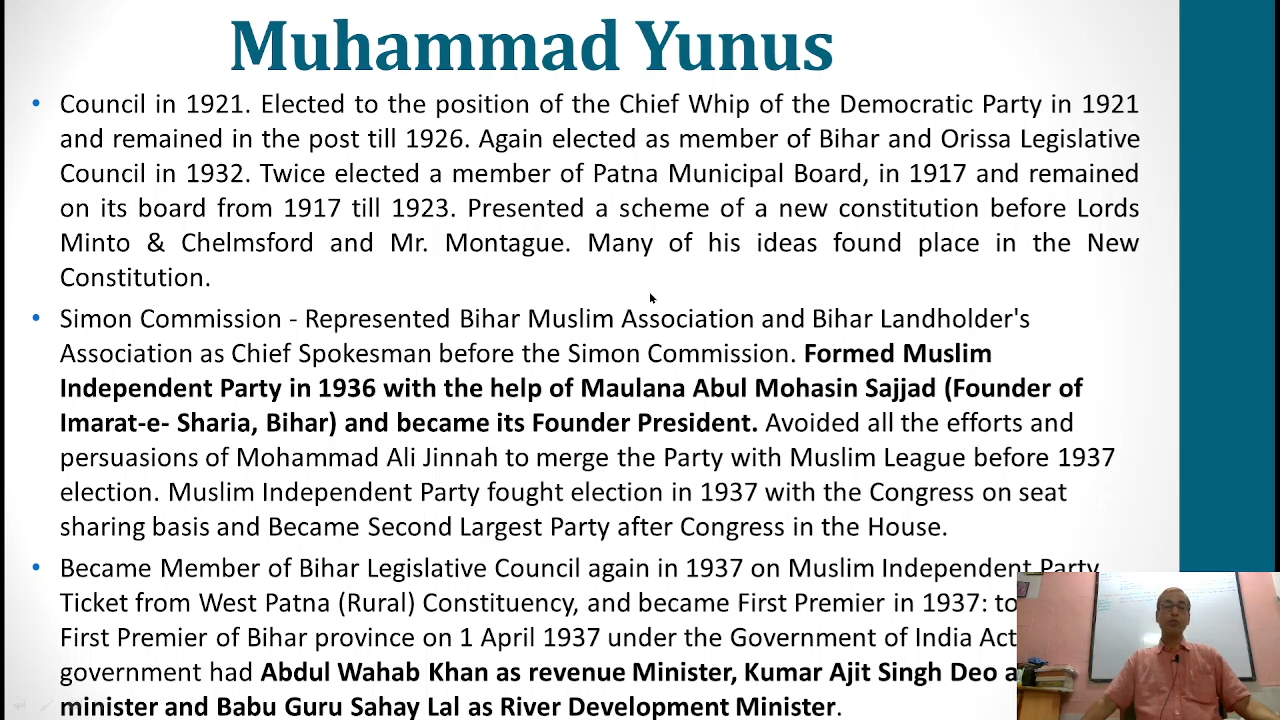 Muhammad Yunus
• Council in 1921. Elected to the position of the Chief Whip of the Democratic Party in 1921
and remained in the post till 1926. Again elected as member of Bihar and Orissa Legislative
Council in 1932. Twice elected a member of Patna Municipal Board, in 1917 and remained
on its board from 1917 till 1923. Presented a scheme of a new constitution before Lords
Minto & Chelmsford and Mr. Montague. Many of his ideas found place in the New
Constitution.
• Simon Commission - Represented Bihar Muslim Association and Bihar Landholder's
Association as Chief Spokesman before the Simon Commission. Formed Muslim
Independent Party in 1936 with the help of Maulana Abul Mohasin Sajjad (Founder of
Imarat-e- Sharia, Bihar) and became its Founder President. Avoided all the efforts and
persuasions of Mohammad Ali Jinnah to merge the Party with Muslim League before 1937
election. Muslim Independent Party fought election in 1937 with the Congress on seat
sharing basis and Became Second Largest Party after Congress in the House.
• Became Member of Bihar Legislative Council again in 1937 on Muslim Independent Party
Ticket from West Patna (Rural) Constituency, and became First Premier in 1937:
First Premier of Bihar province on 1 April 1937 under the Government of India Act
government had Abdul Wahab Khan as revenue Minister, Kumar Ajit Singh Deo
minister and Babu Guru Sahay Lal as River Development Minister.